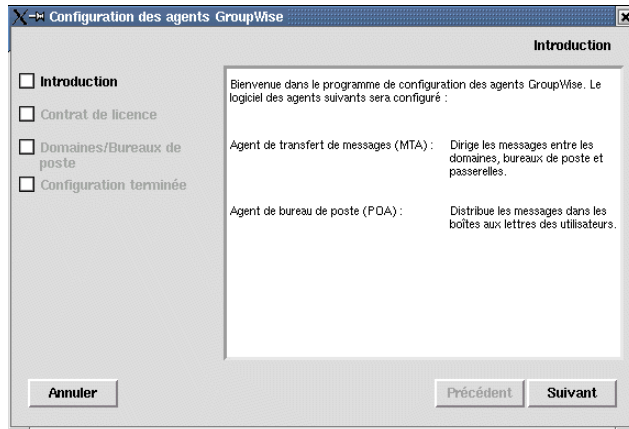 Configuration des agents GroupWise
Introduction
Introduction
Contrat de licence
Domaines/Bureaux de
poste
Configuration terminée
Bienvenue dans le programme de configuration des agents GroupWise. Le
logiciel des agents suivants sera configuré :
Agent de transfert de messages (MTA) : Dirige les messages entre les
domaines, bureaux de poste et
passerelles.
Agent de bureau de poste (POA) : Distribue les messages dans les
boîtes aux lettres des utilisateurs.
Annuler
Précédent
Suivant